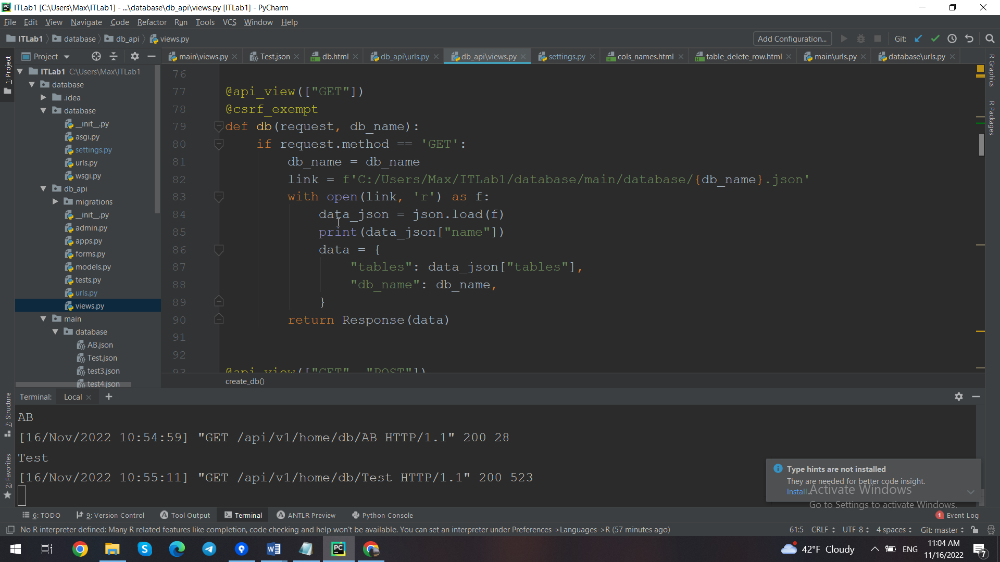 ITLab1 [C:\Users\Max\ITLab1] - ...\database\db_api\views.py [ITLab1] - PyCharm
File Edit View Navigate Code Refactor Run Tools VCS Window Help
ITLab1 database db_api views.py Add Configuration... Git:
Project main\views.py Test.json db.html db_api\urls.py db_api\views.py settings.py cols_names.html table_delete_row.html main\urls.py database\urls.py
1: Project
7: Structure
2: Favorites
R Graphics
R Packages
ITLab1 C:\Users\Max\ITLab1
database
.idea
database
__init__.py
asgi.py
settings.py
urls.py
wsgi.py
db_api
migrations
__init__.py
admin.py
apps.py
forms.py
models.py
tests.py
urls.py
views.py
main
database
AB.json
Test.json
test3.json
test4.json
76
77 @api_view(["GET"])
78 @csrf_exempt
79 def db(request, db_name):
80 if request.method == 'GET':
81 db_name = db_name
82 link = f'C:/Users/Max/ITLab1/database/main/database/{db_name}.json'
83 with open(link, 'r') as f:
84 data_json = json.load(f)
85 print(data_json["name"])
86 data = {
87 "tables": data_json["tables"],
88 "db_name": db_name,
89 }
90 return Response(data)
91
92
93 @api_view(["GET", "POST"])
create_db()
Terminal: Local +
AB
[16/Nov/2022 10:54:59] "GET /api/v1/home/db/AB HTTP/1.1" 200 28
Test
[16/Nov/2022 10:55:11] "GET /api/v1/home/db/Test HTTP/1.1" 200 523
Type hints are not installed
They are needed for better code insight.
Install...
Activate Windows
Go to Settings to activate Windows.
6: TODO 9: Version Control Tool Output Terminal ANTLR Preview Python Console 1 Event Log
No R interpreter defined: Many R related features like completion, code checking and help won't be available. You can set an interpreter under Preferences->Languages->R (57 minutes ago) 61:5 CRLF UTF-8 4 spaces Git: master
42°F Cloudy ENG 11:04 AM
11/16/2022 7